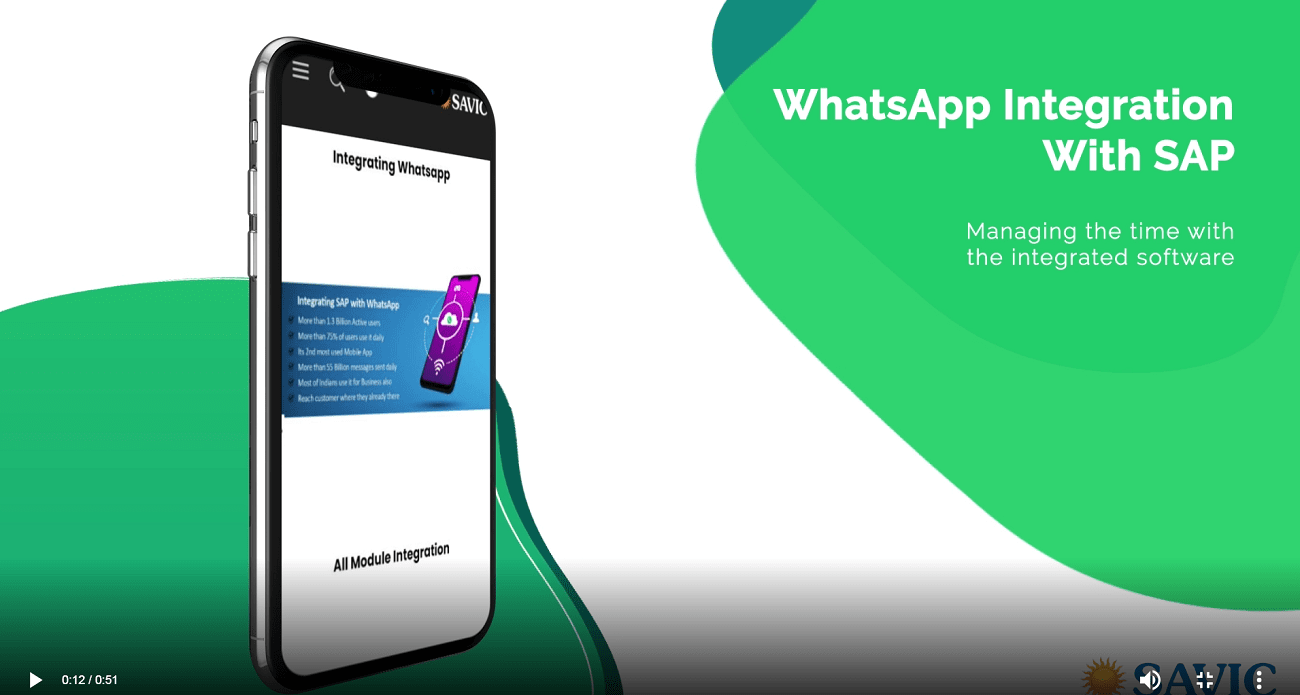 SAVIC
Integrating Whatsapp
Integrating SAP with WhatsApp
More than 1.3 Billion Active users
More than 75% of users use it daily
Its 2nd most used Mobile App
More than 55 Billion messages sent daily
Most of Indians use it for Business also
Reach customer where they already there
All Module Integration
WhatsApp Integration
With SAP
Managing the time with
the integrated software
0:12 / 0:51
SAVIC